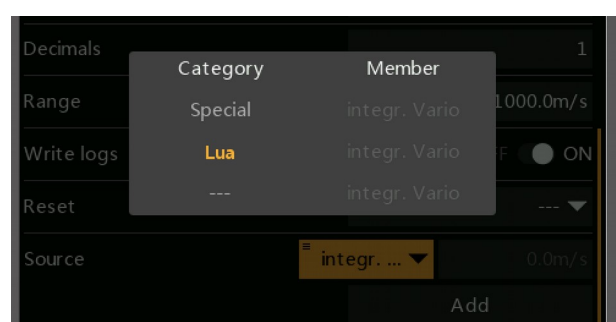 Decimals 1
Category Member
Range Special integr. Vario 1000.0m/s
Write logs Lua integr. Vario FF ON
--- integr. Vario
Reset ---
Source integr. ... 0.0m/s
Add